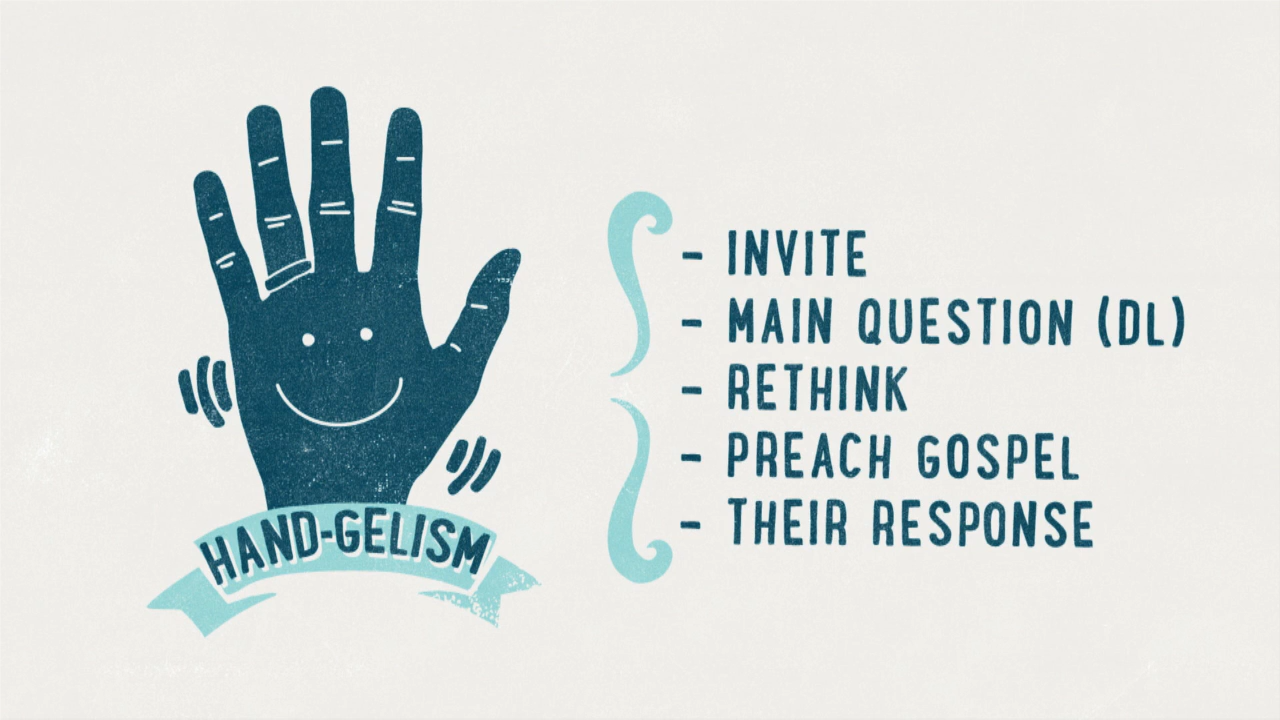 HAND-GELISM
- INVITE
- MAIN QUESTION (DL)
- RETHINK
- PREACH GOSPEL
- THEIR RESPONSE